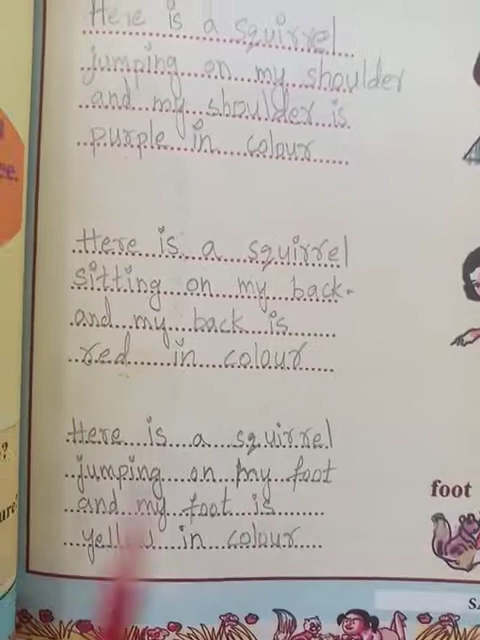 Here is a squirrel
jumping on my shoulder
and my shoulder is
purple in colour
Here is a squirrel
sitting on my back-
and my back is
red in colour
Here is a squirrel
jumping on my foot
and my foot is
in colour
foot